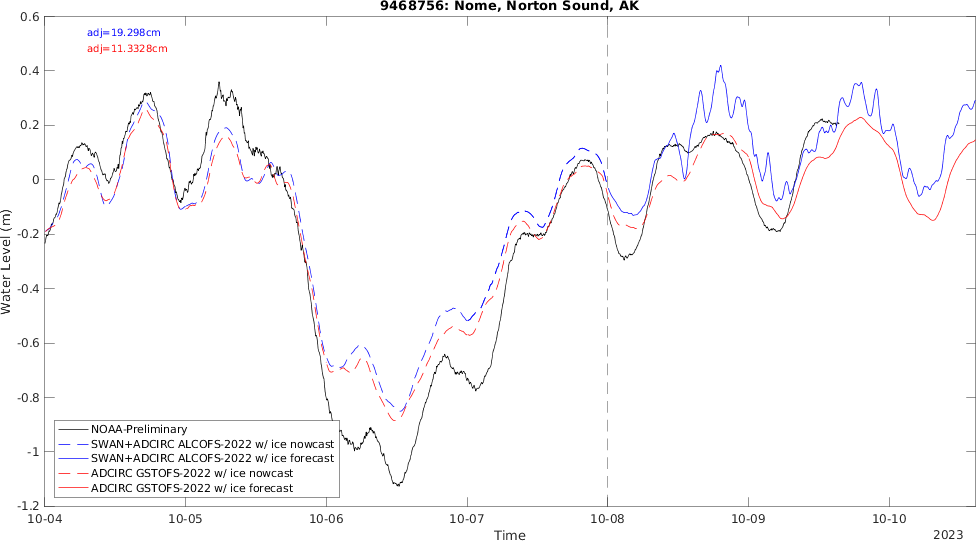 9468756: Nome, Norton Sound, AK
adj=19.298cm
adj=11.3328cm
0.6
0.4
0.2
0
-0.2
-0.4
-0.6
-0.8
-1
-1.2
Water Level (m)
NOAA-Preliminary
SWAN+ADCIRC ALCOFS-2022 w/ ice nowcast
SWAN+ADCIRC ALCOFS-2022 w/ ice forecast
ADCIRC GSTOFS-2022 w/ ice nowcast
ADCIRC GSTOFS-2022 w/ ice forecast
10-04 10-05 10-06 10-07 10-08 10-09 10-10
Time
2023